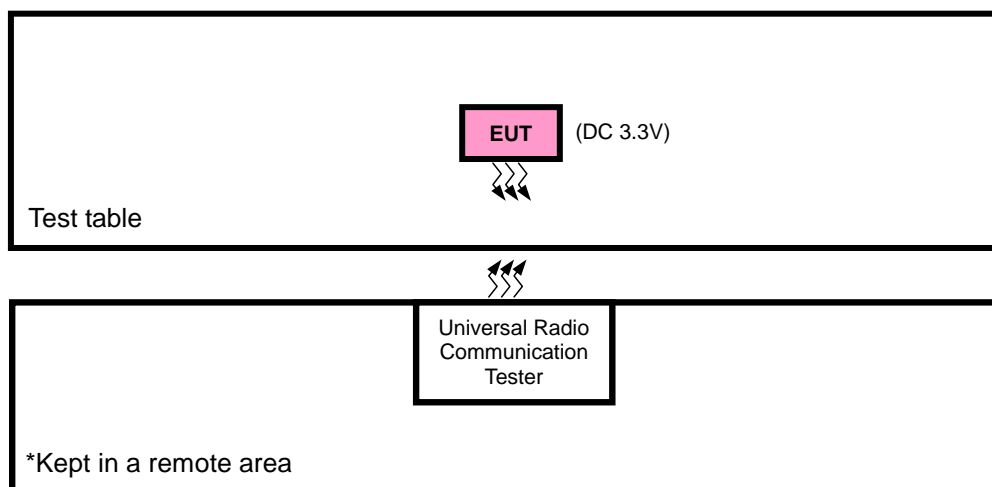 EUT
(DC 3.3V)
Test table
Universal Radio
Communication
Tester
*Kept in a remote area